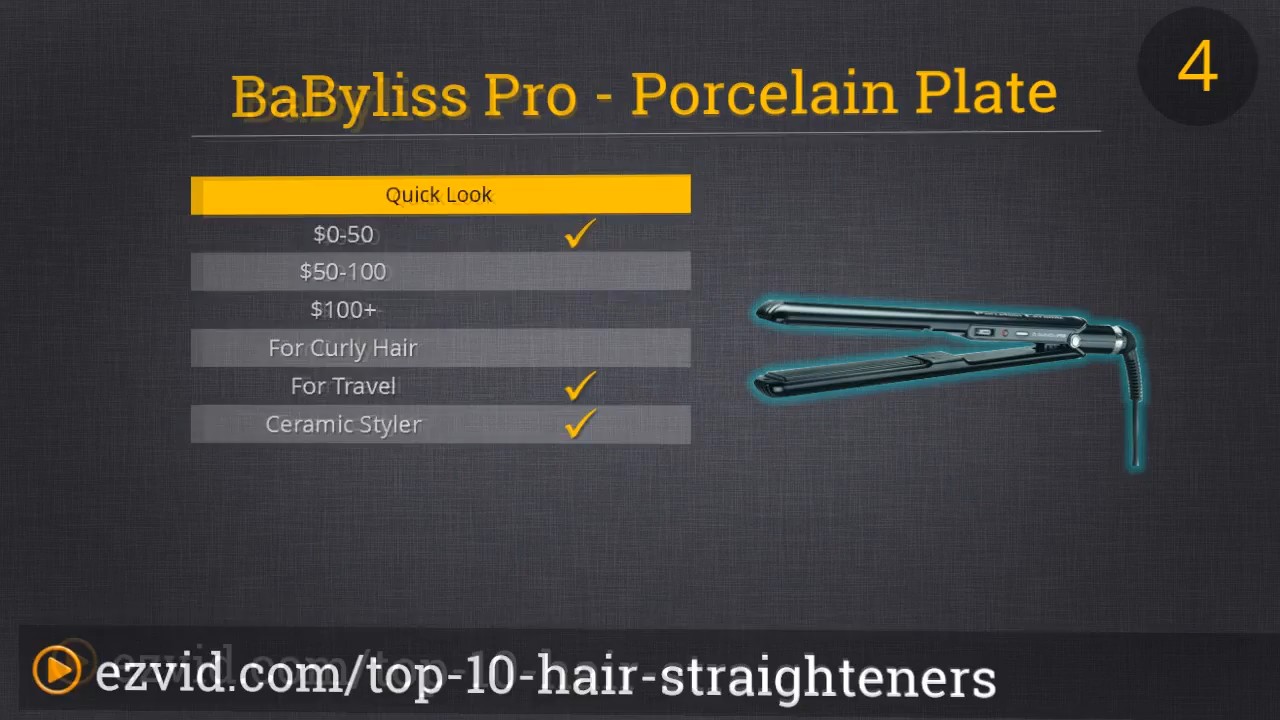 4
BaByliss Pro - Porcelain Plate
Quick Look
$0-50 ✓
$50-100
$100+
For Curly Hair
For Travel ✓
Ceramic Styler ✓
ezvid.com/top-10-hair-straighteners